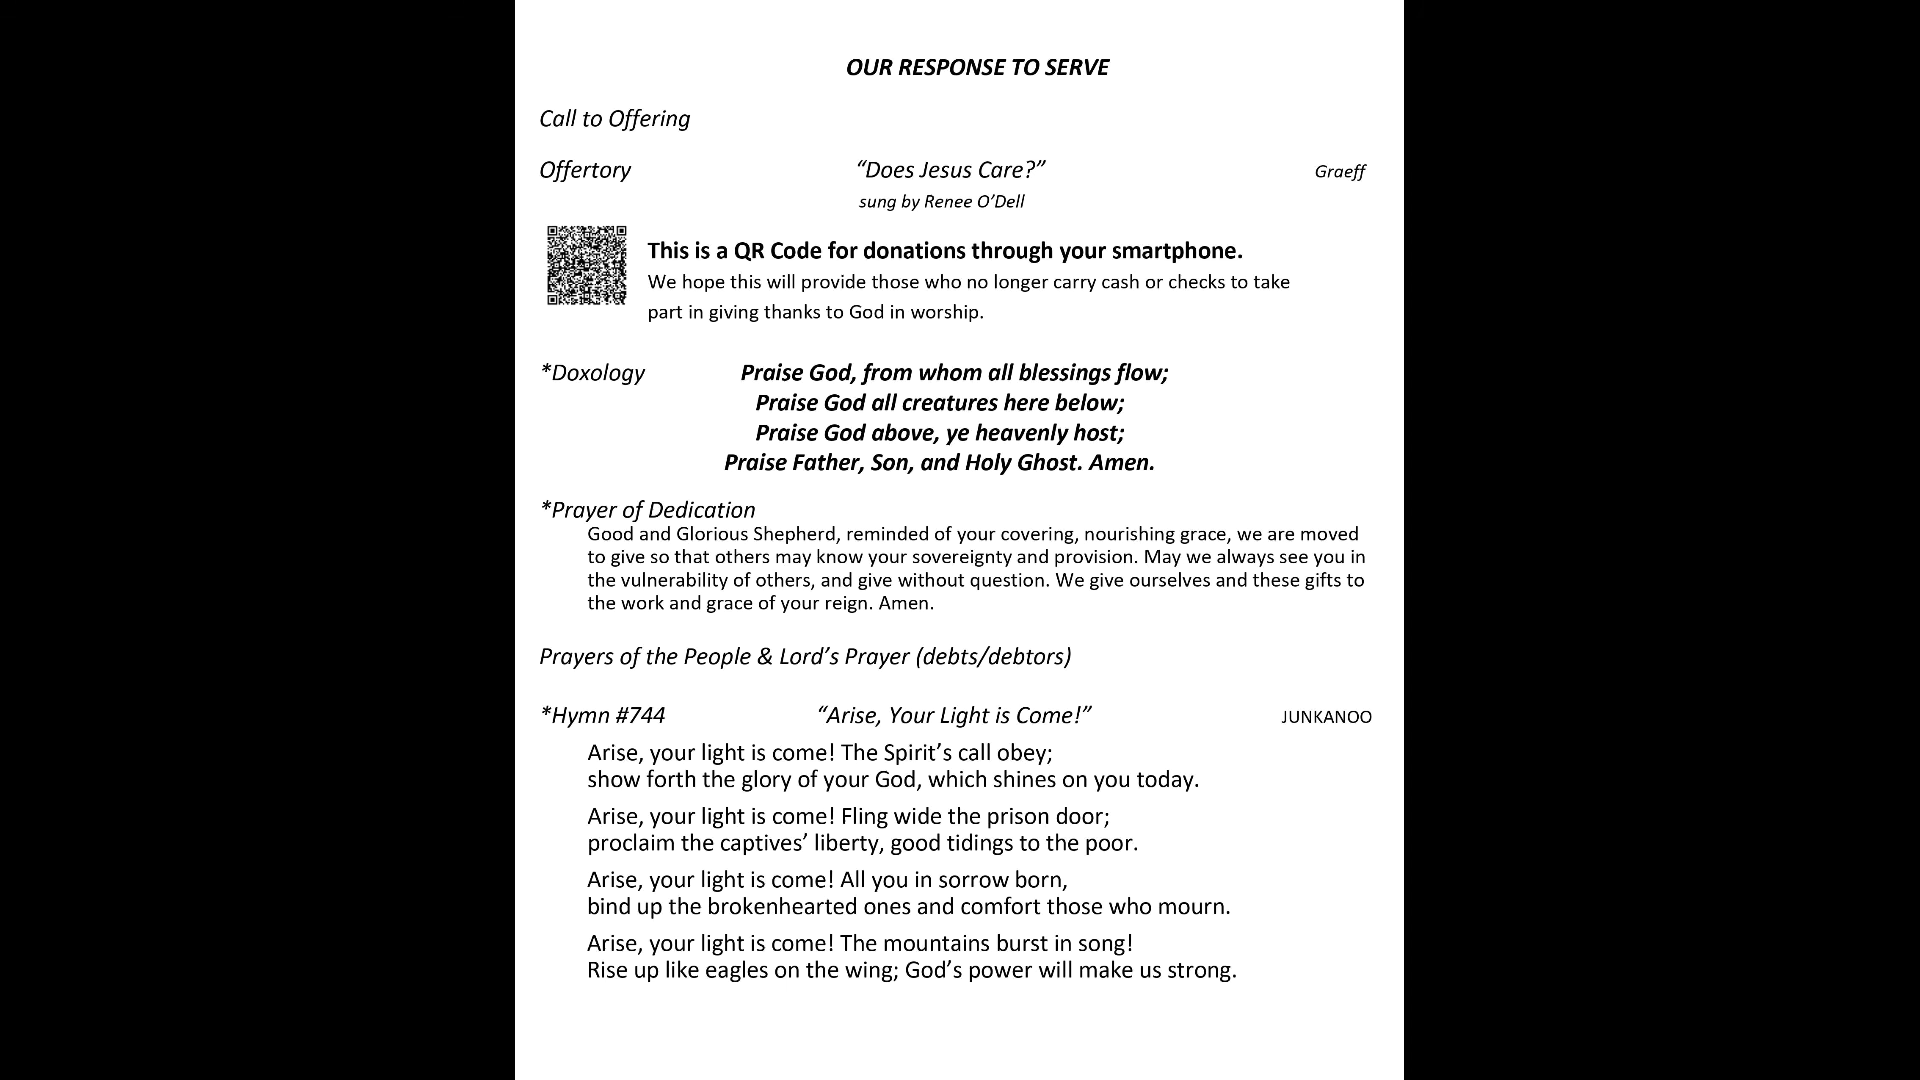 OUR RESPONSE TO SERVE
Call to Offering
Offertory “Does Jesus Care?” Graeff
sung by Renee O’Dell
This is a QR Code for donations through your smartphone.
We hope this will provide those who no longer carry cash or checks to take
part in giving thanks to God in worship.
*Doxology Praise God, from whom all blessings flow;
Praise God all creatures here below;
Praise God above, ye heavenly host;
Praise Father, Son, and Holy Ghost. Amen.
*Prayer of Dedication
Good and Glorious Shepherd, reminded of your covering, nourishing grace, we are moved
to give so that others may know your sovereignty and provision. May we always see you in
the vulnerability of others, and give without question. We give ourselves and these gifts to
the work and grace of your reign. Amen.
Prayers of the People & Lord’s Prayer (debts/debtors)
*Hymn #744 “Arise, Your Light is Come!” JUNKANOO
Arise, your light is come! The Spirit’s call obey;
show forth the glory of your God, which shines on you today.
Arise, your light is come! Fling wide the prison door;
proclaim the captives’ liberty, good tidings to the poor.
Arise, your light is come! All you in sorrow born,
bind up the brokenhearted ones and comfort those who mourn.
Arise, your light is come! The mountains burst in song!
Rise up like eagles on the wing; God’s power will make us strong.